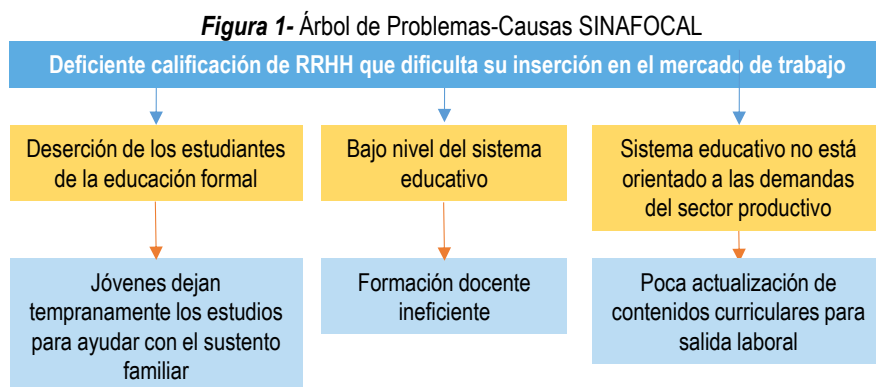 Figura 1- Árbol de Problemas-Causas SINAFOCAL
Deficiente calificación de RRHH que dificulta su inserción en el mercado de trabajo
Deserción de los estudiantes
de la educación formal
Bajo nivel del sistema
educativo
Sistema educativo no está
orientado a las demandas
del sector productivo
Jóvenes dejan
tempranamente los estudios
para ayudar con el sustento
familiar
Formación docente
ineficiente
Poca actualización de
contenidos curriculares para
salida laboral